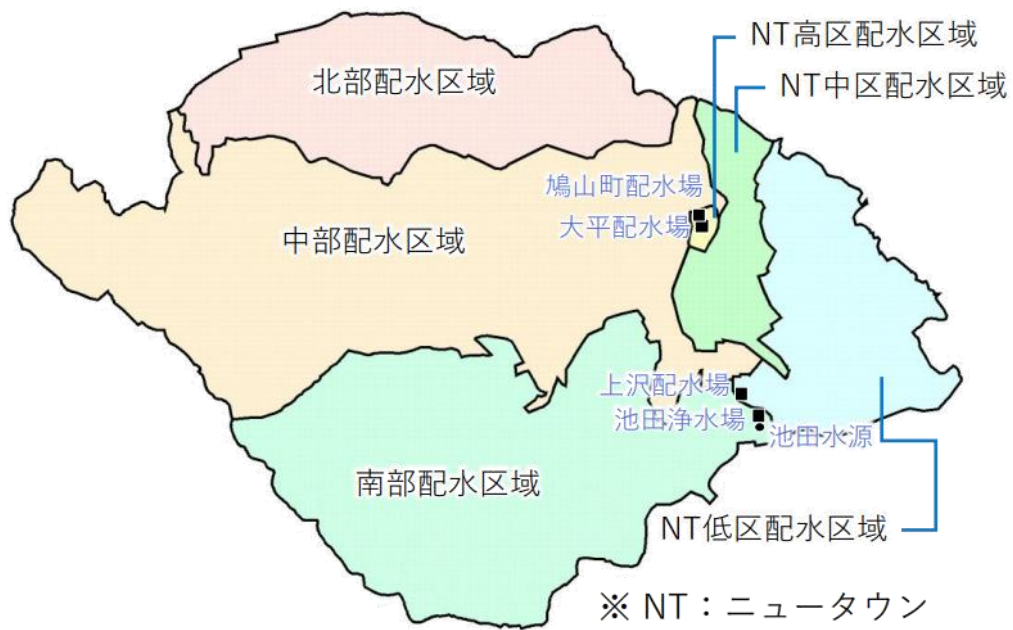 NT高区配水区域
北部配水区域
NT中区配水区域
鳩山町配水場
大平配水場
中部配水区域
上沢配水場
池田浄水場
池田水源
南部配水区域
NT低区配水区域
※ NT：ニュータウン